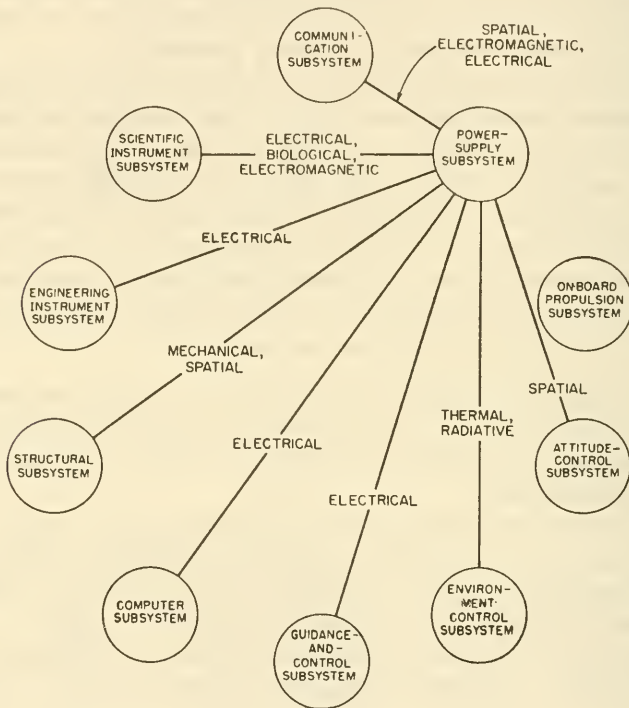 COMMUNI-
CATION
SUBSYSTEM
SPATIAL,
ELECTROMAGNETIC,
ELECTRICAL
POWER-
SUPPLY
SUBSYSTEM
SCIENTIFIC
INSTRUMENT
SUBSYSTEM
ELECTRICAL,
BIOLOGICAL,
ELECTROMAGNETIC
ELECTRICAL
ENGINEERING
INSTRUMENT
SUBSYSTEM
ON-BOARD
PROPULSION
SUBSYSTEM
MECHANICAL,
SPATIAL
SPATIAL
THERMAL,
RADIATIVE
STRUCTURAL
SUBSYSTEM
ELECTRICAL
ATTITUDE-
CONTROL
SUBSYSTEM
ELECTRICAL
COMPUTER
SUBSYSTEM
GUIDANCE-
AND-
CONTROL
SUBSYSTEM
ENVIRON-
MENT-
CONTROL
SUBSYSTEM